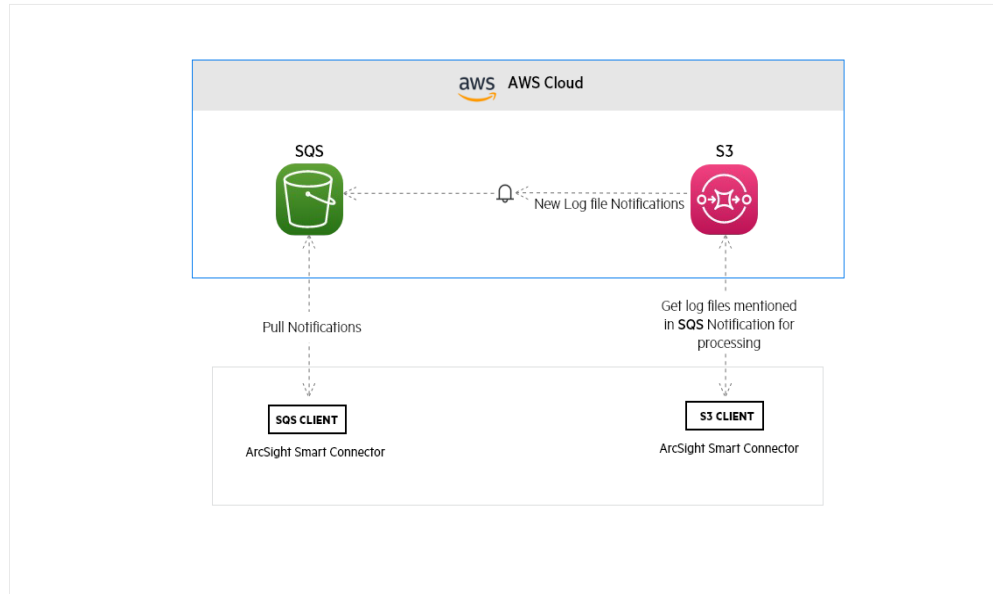 aws AWS Cloud
SQS
S3
New Log file Notifications
Pull Notifications
Get log files mentioned
in SQS Notification for
processing
SQS CLIENT
ArcSight Smart Connector
S3 CLIENT
ArcSight Smart Connector